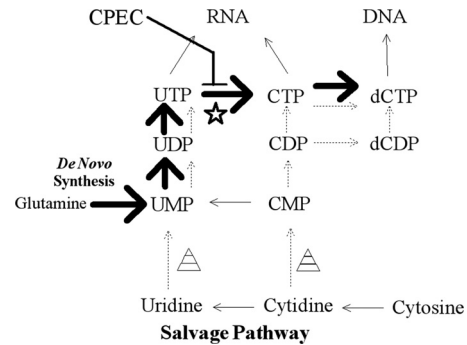 CPEC RNA DNA
UTP CTP dCTP
UDP CDP dCDP
De Novo
Synthesis
Glutamine UMP CMP
Uridine Cytidine Cytosine
Salvage Pathway